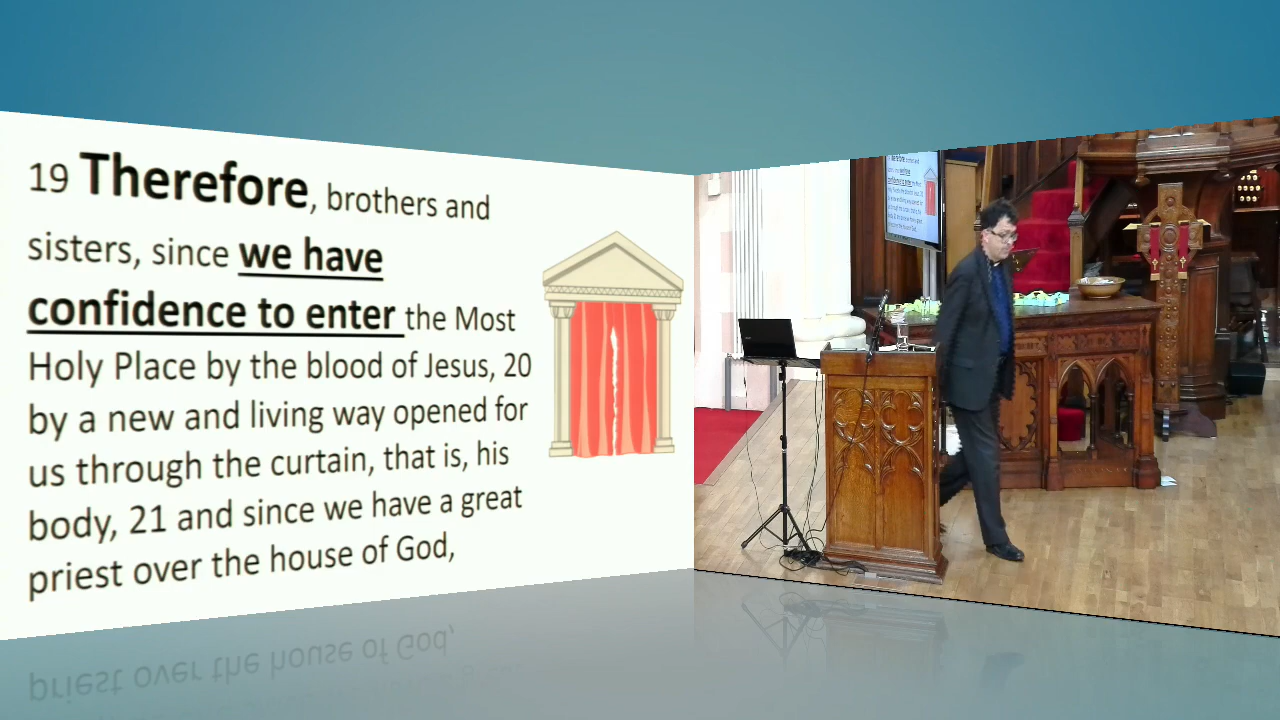 19 Therefore, brothers and
sisters, since we have
confidence to enter the Most
Holy Place by the blood of Jesus, 20
by a new and living way opened for
us through the curtain, that is, his
body, 21 and since we have a great
priest over the house of God,